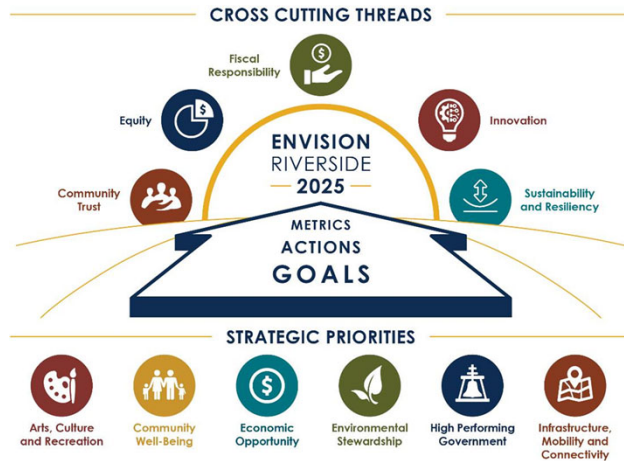 CROSS CUTTING THREADS
Fiscal
Responsibility
$
Equity
$
Innovation
ENVISION
RIVERSIDE
2025
Community
Trust
Sustainability
and Resiliency
METRICS
ACTIONS
GOALS
STRATEGIC PRIORITIES
$
Arts, Culture
and Recreation
Community
Well-Being
Economic
Opportunity
Environmental
Stewardship
High Performing
Government
Infrastructure,
Mobility and
Connectivity